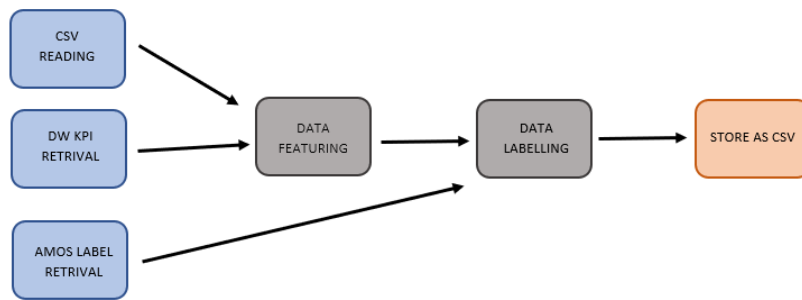 CSV
READING
DW KPI
RETRIVAL
AMOS LABEL
RETRIVAL
DATA
FEATURING
DATA
LABELLING
STORE AS CSV